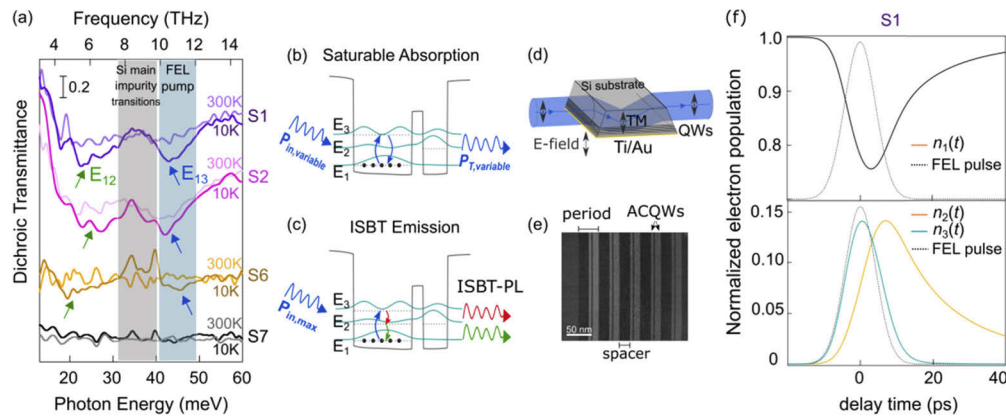 (a)
Frequency (THz)
4 6 8 10 12 14
0.2
Si main
impurity
transitions
FEL
pump
300K
10K
S1
E12
E13
300K
10K
S2
300K
10K
S6
300K
10K
S7
Dichroic Transmittance
20 30 40 50 60
Photon Energy (meV)
(b)
Saturable Absorption
E3
E2
E1
Pin,variable
PT,variable
(c)
ISBT Emission
E3
E2
E1
Pin,max
ISBT-PL
(d)
Si substrate
TM
QWs
E-field
Ti/Au
(e)
period
ACQWs
50 nm
spacer
(f)
S1
1.0
0.9
0.8
n1(t)
FEL pulse
0.15
0.10
0.05
0
n2(t)
n3(t)
FEL pulse
Normalized electron population
-20 0 20 40
delay time (ps)